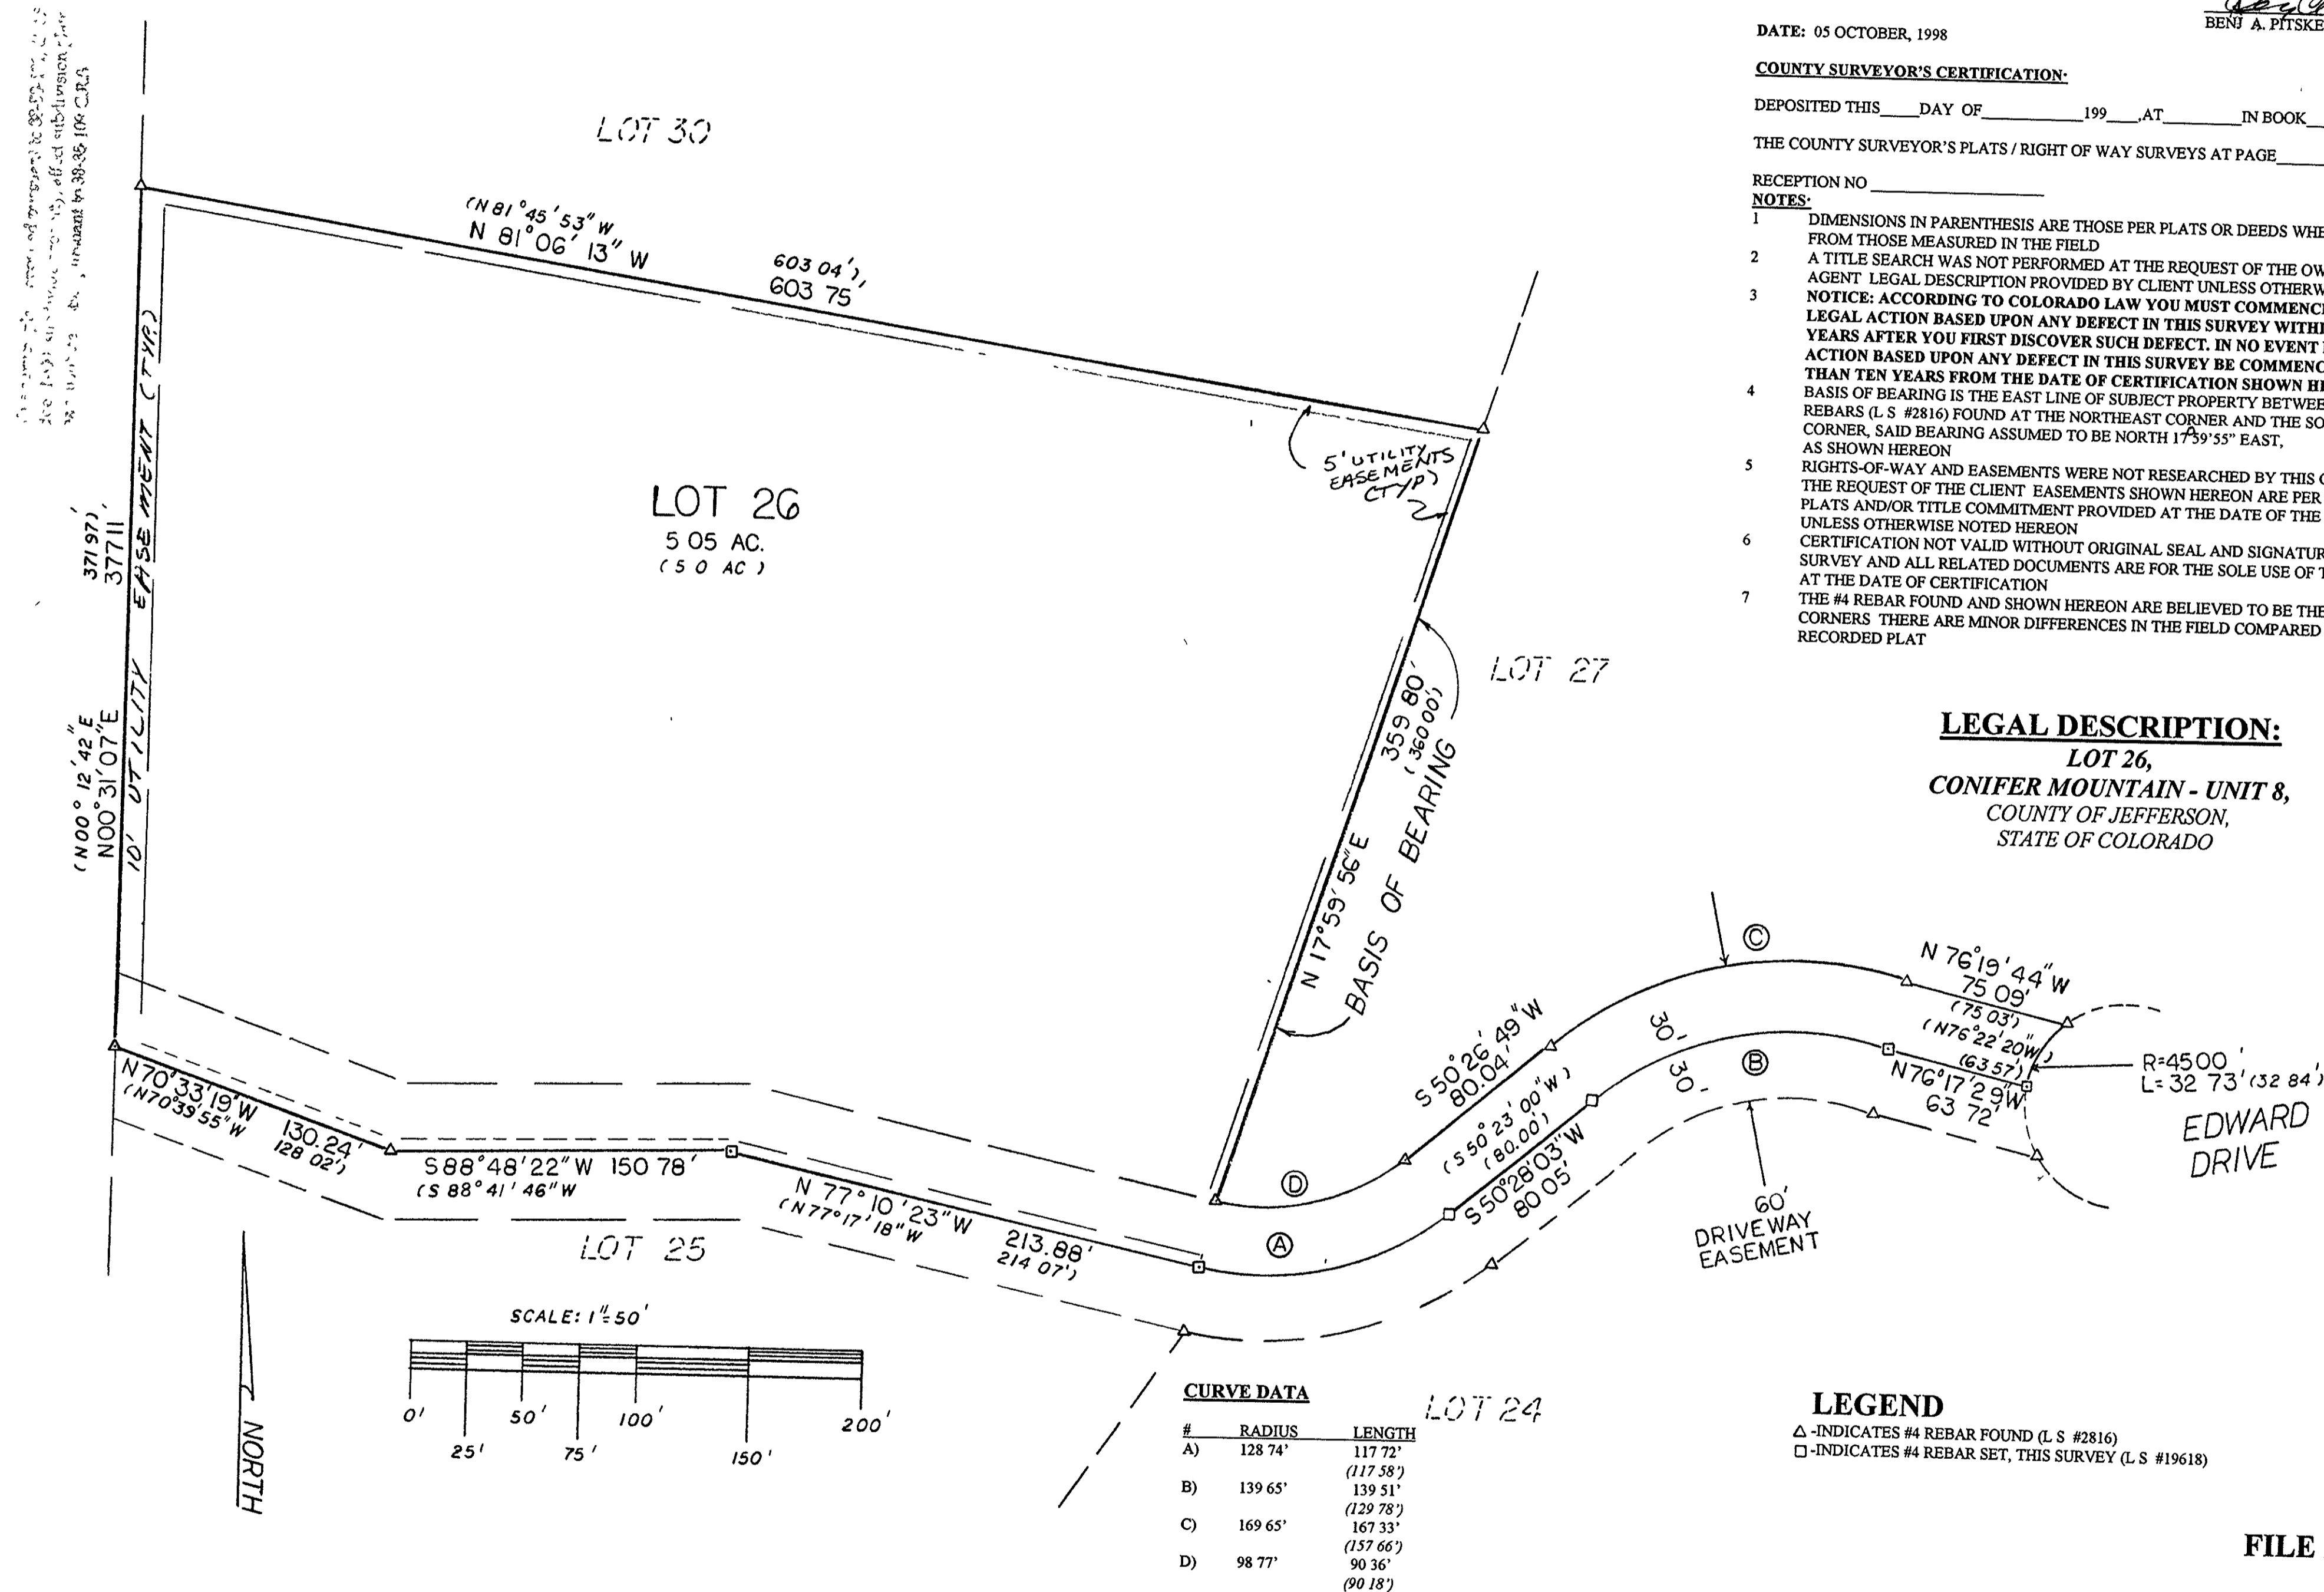 BENJ A. PITSKE
DATE: 05 OCTOBER, 1998
COUNTY SURVEYOR'S CERTIFICATION:
DEPOSITED THIS____DAY OF__________199___,AT________IN BOOK__
THE COUNTY SURVEYOR'S PLATS / RIGHT OF WAY SURVEYS AT PAGE_____
RECEPTION NO _________________
NOTES:
1 DIMENSIONS IN PARENTHESIS ARE THOSE PER PLATS OR DEEDS WHE
FROM THOSE MEASURED IN THE FIELD
2 A TITLE SEARCH WAS NOT PERFORMED AT THE REQUEST OF THE OW
AGENT LEGAL DESCRIPTION PROVIDED BY CLIENT UNLESS OTHERW
3 NOTICE: ACCORDING TO COLORADO LAW YOU MUST COMMENC
LEGAL ACTION BASED UPON ANY DEFECT IN THIS SURVEY WITHI
YEARS AFTER YOU FIRST DISCOVER SUCH DEFECT. IN NO EVENT
ACTION BASED UPON ANY DEFECT IN THIS SURVEY BE COMMENC
THAN TEN YEARS FROM THE DATE OF CERTIFICATION SHOWN H
4 BASIS OF BEARING IS THE EAST LINE OF SUBJECT PROPERTY BETWEE
REBARS (L S #2816) FOUND AT THE NORTHEAST CORNER AND THE SO
CORNER, SAID BEARING ASSUMED TO BE NORTH 17°59'55" EAST,
AS SHOWN HEREON
5 RIGHTS-OF-WAY AND EASEMENTS WERE NOT RESEARCHED BY THIS
THE REQUEST OF THE CLIENT EASEMENTS SHOWN HEREON ARE PER
PLATS AND/OR TITLE COMMITMENT PROVIDED AT THE DATE OF THE
UNLESS OTHERWISE NOTED HEREON
6 CERTIFICATION NOT VALID WITHOUT ORIGINAL SEAL AND SIGNATUR
SURVEY AND ALL RELATED DOCUMENTS ARE FOR THE SOLE USE OF
AT THE DATE OF CERTIFICATION
7 THE #4 REBAR FOUND AND SHOWN HEREON ARE BELIEVED TO BE THE
CORNERS THERE ARE MINOR DIFFERENCES IN THE FIELD COMPARED
RECORDED PLAT
LEGAL DESCRIPTION:
LOT 26,
CONIFER MOUNTAIN - UNIT 8,
COUNTY OF JEFFERSON,
STATE OF COLORADO
LOT 30
(N81°45'53"W
N 81°06'13" W
603 04'),
603 75'
10' UTILITY EASEMENT (TYP.)
371 97)'
377 11'
(N00°12'42"E
N00°31'07"E
LOT 26
5 05 AC.
(5 0 AC)
5' UTILITY
EASEMENTS
(TYP)
LOT 27
359 80'
(360 00')
N 17°59'56"E
BASIS OF BEARING
N70°33'19"W
(N70°39'55"W
130.24'
128 02')
S88°48'22"W 150 78'
(S 88°41'46"W
N 77°10'23"W
(N77°17'18"W
213.88'
214 07')
LOT 25
A
D
S50°26'49"W
80.04'
(S50°23'00"W)
(80.00')
S50°28'03"W
80 05'
C
30'
30'
B
N 76°19'44"W
75 09'
(75 03')
(N76°22'20W)
(63 57')
N76°17'29"W
63 72'
R=45 00'
L= 32 73' (32 84')
EDWARD
DRIVE
60'
DRIVEWAY
EASEMENT
SCALE: 1"=50'
0' 50' 100' 200'
25' 75' 150'
NORTH
CURVE DATA
# RADIUS LENGTH
A) 128 74' 117 72'
(117 58')
B) 139 65' 139 51'
(129 78')
C) 169 65' 167 33'
(157 66')
D) 98 77' 90 36'
(90 18')
LOT 24
LEGEND
△ -INDICATES #4 REBAR FOUND (L S #2816)
□ -INDICATES #4 REBAR SET, THIS SURVEY (L S #19618)
FILE